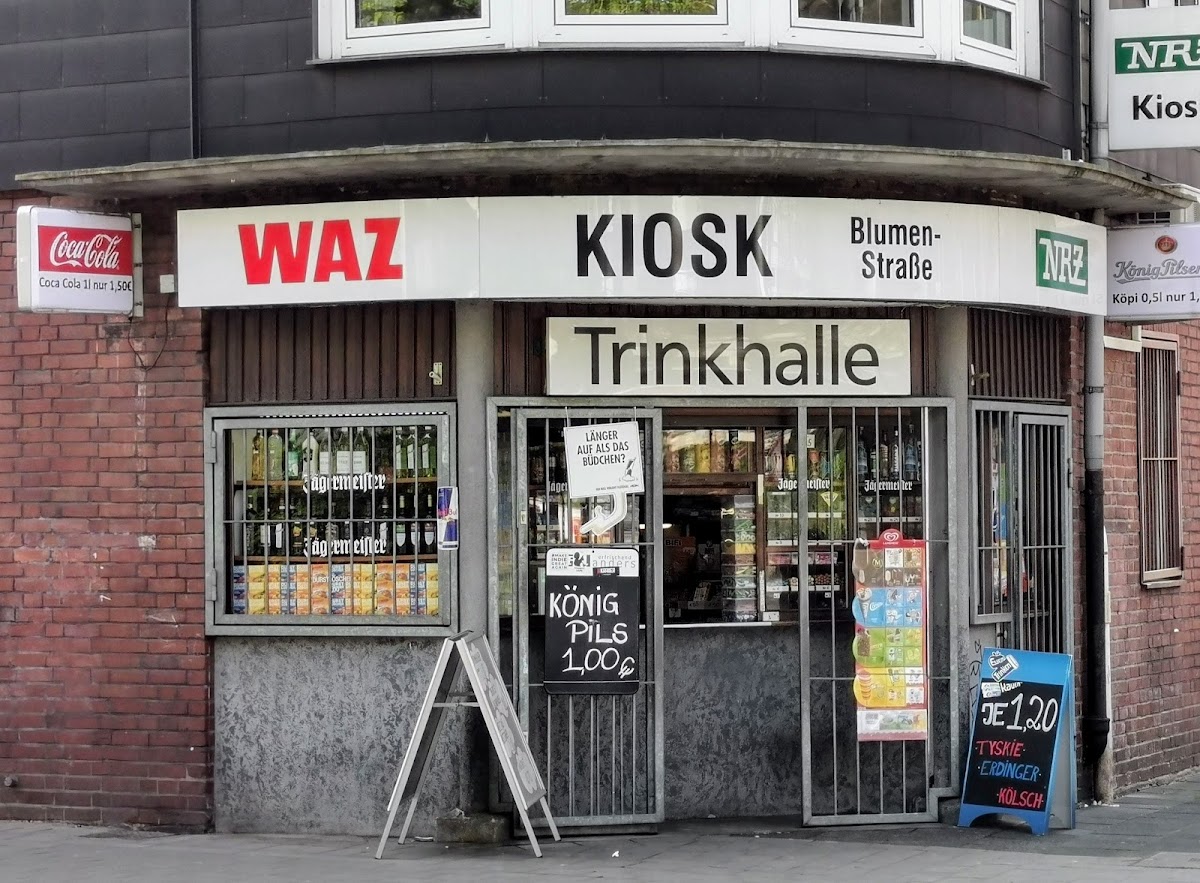 NRZ
Kios
WAZ
KIOSK
Blumen-
Straße
NRZ
Coca-Cola
Coca Cola 1l nur 1,50€
König Pilsener
Köpi 0,5l nur 1,
Trinkhalle
LÄNGER
AUF ALS DAS
BÜDCHEN?
Jägermeister
Jägermeister
Jägermeister
Jägermeister
anders
KÖNIG
PILS
1,00€
JE 1,20
·TYSKIE·
·ERDINGER·
·KÖLSCH·